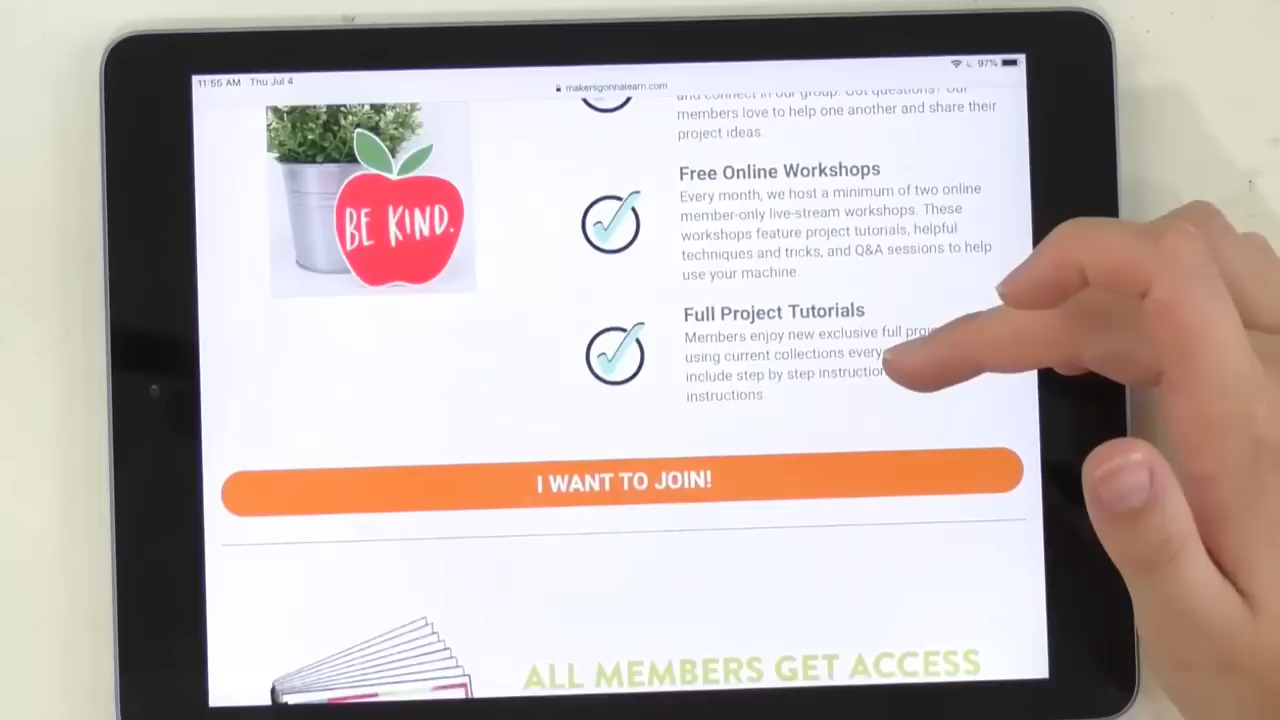 11:55 AM Thu Jul 4
makersgonnalearn.com
97%
and connect in our group. Got questions? Our
members love to help one another and share their
project ideas.
BE KIND.
Free Online Workshops
Every month, we host a minimum of two online
member-only live-stream workshops. These
workshops feature project tutorials, helpful
techniques and tricks, and Q&A sessions to help
use your machine.
Full Project Tutorials
Members enjoy new exclusive full
using current collections every
include step by step
instructions.
I WANT TO JOIN!
ALL MEMBERS GET ACCESS